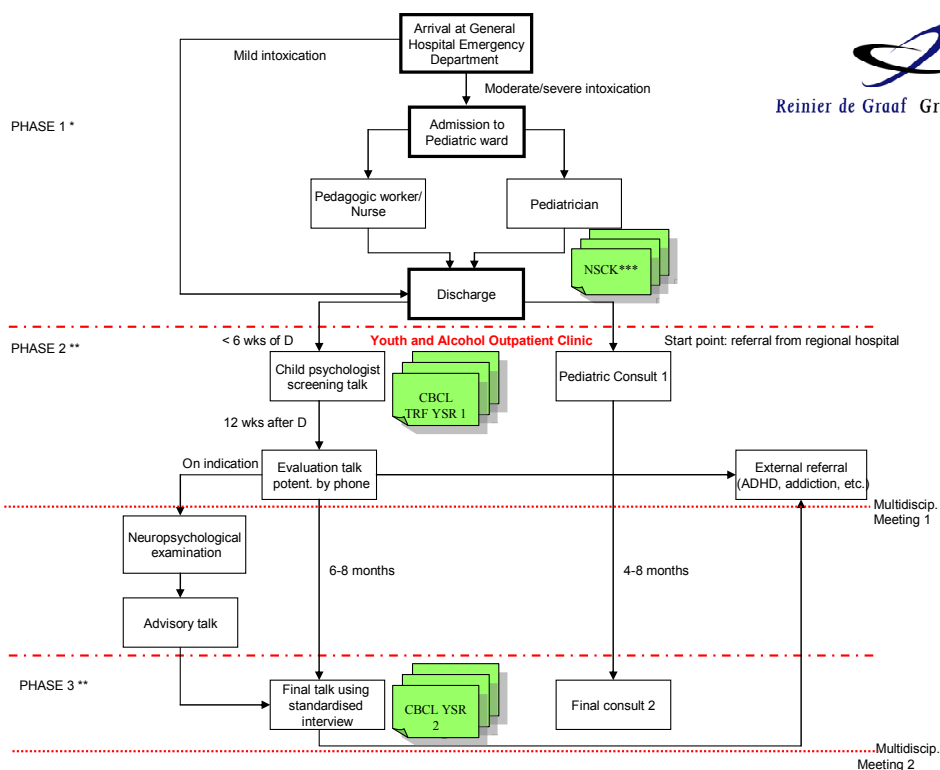 Arrival at General
Hospital Emergency
Department
Mild intoxication
Moderate/severe intoxication
Reinier de Graaf Gr
PHASE 1 *
Admission to
Pediatric ward
Pedagogic worker/
Nurse
Pediatrician
NSCK***
Discharge
PHASE 2 **
< 6 wks of D
Youth and Alcohol Outpatient Clinic
Start point: referral from regional hospital
Child psychologist
screening talk
CBCL
TRF YSR 1
Pediatric Consult 1
12 wks after D
On indication
Evaluation talk
potent. by phone
External referral
(ADHD, addiction, etc.)
Multidiscip.
Meeting 1
Neuropsychological
examination
6-8 months
4-8 months
Advisory talk
PHASE 3 **
Final talk using
standardised
interview
CBCL YSR
2
Final consult 2
Multidiscip.
Meeting 2